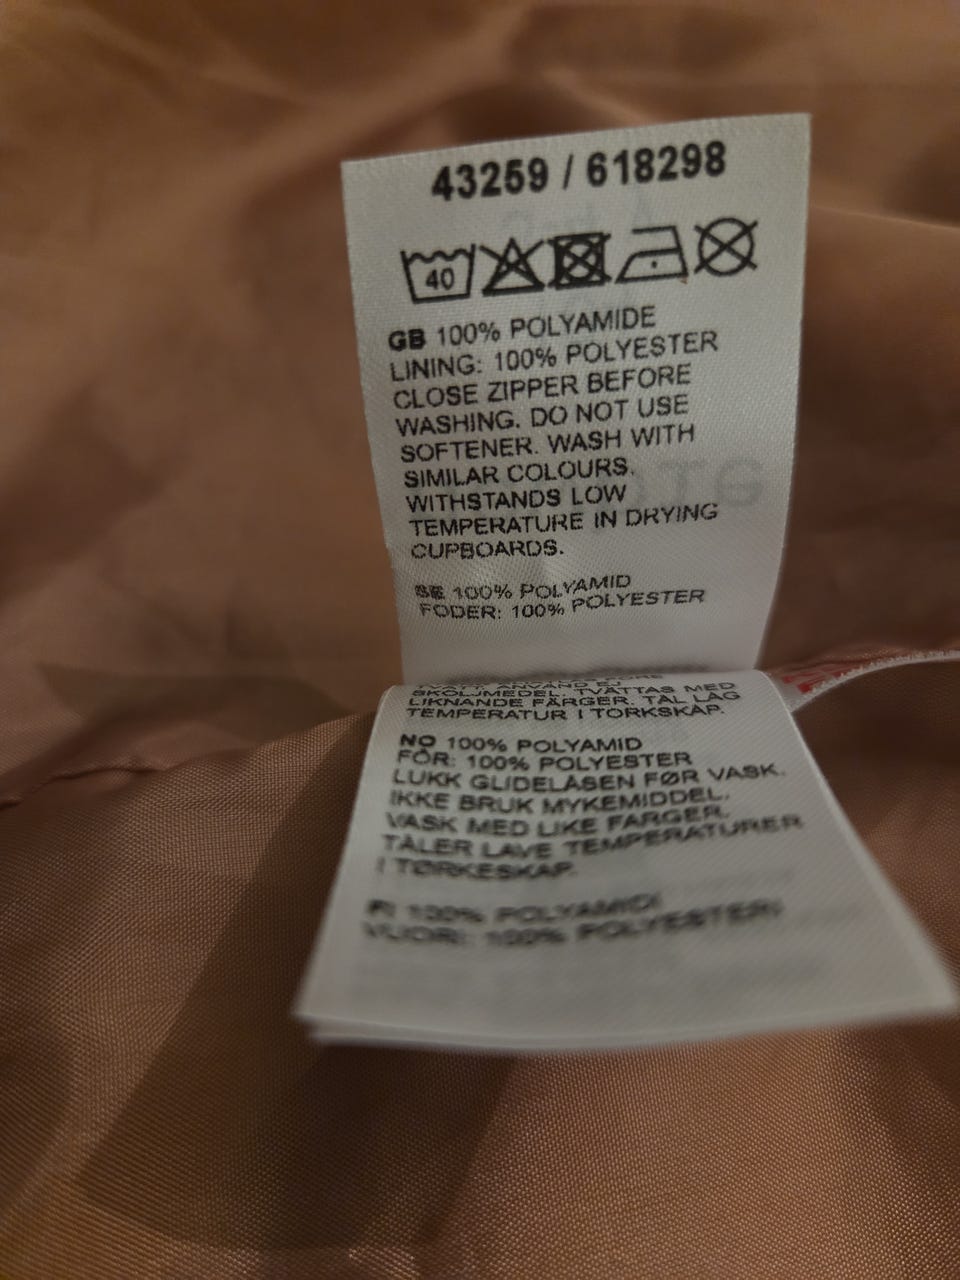 43259 / 618298
40
GB 100% POLYAMIDE
LINING: 100% POLYESTER
CLOSE ZIPPER BEFORE
WASHING. DO NOT USE
SOFTENER. WASH WITH
SIMILAR COLOURS.
WITHSTANDS LOW
TEMPERATURE IN DRYING
CUPBOARDS.
SE 100% POLYAMID
FODER: 100% POLYESTER
ANVÄND EJ
SKÖLJMEDEL. TVÄTTAS MED
LIKNANDE FÄRGER. TÅL LÅG
TEMPERATUR I TORKSKÅP.
NO 100% POLYAMID
FÔR: 100% POLYESTER
LUKK GLIDELÅSEN FØR VASK.
IKKE BRUK MYKEMIDDEL.
VASK MED LIKE FARGER.
TÅLER LAVE TEMPERATURER
I TØRKESKAP.
FI 100% POLYAMIDI
VUORI: 100% POLYESTERI